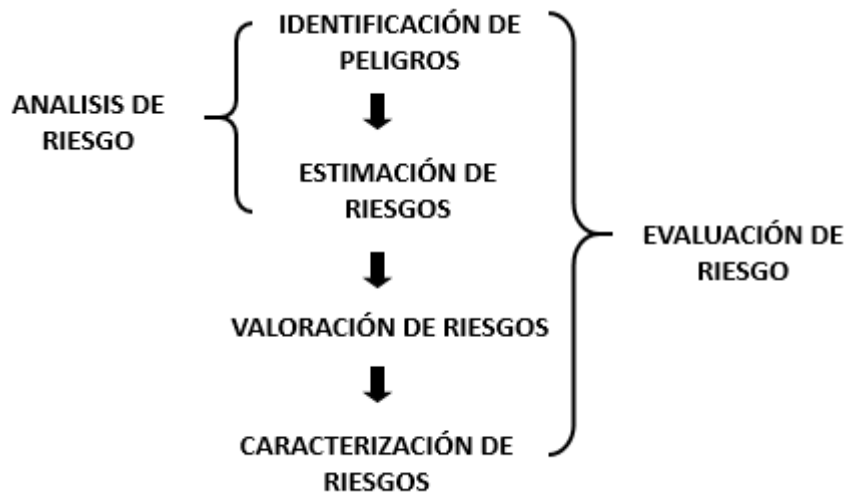 ANALISIS DE
RIESGO
IDENTIFICACIÓN DE
PELIGROS
ESTIMACIÓN DE
RIESGOS
VALORACIÓN DE RIESGOS
CARACTERIZACIÓN DE
RIESGOS
EVALUACIÓN DE
RIESGO